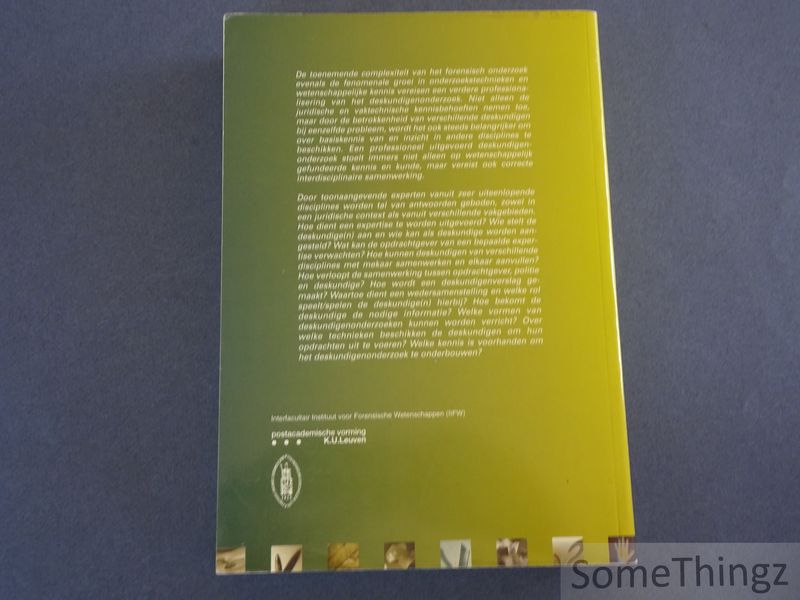 De toenemende complexiteit van het forensisch onderzoek
evenals de fenomenale groei in onderzoekstechnieken en
wetenschappelijke kennis vereisen een verdere professiona-
lisering van het deskundigenonderzoek. Niet alleen de
juridische en vaktechnische kennisbehoeften nemen toe,
maar door de betrokkenheid van verschillende deskundigen
bij eenzelfde probleem, wordt het ook steeds belangrijker om
over basiskennis van en inzicht in andere disciplines te
beschikken. Een professioneel uitgevoerd deskundigen-
onderzoek stoelt immers niet alleen op wetenschappelijk
gefundeerde kennis en kunde, maar vereist ook correcte
interdisciplinaire samenwerking.
Door toonaangevende experten vanuit zeer uiteenlopende
disciplines worden tal van antwoorden geboden, zowel in
een juridische context als vanuit verschillende vakgebieden.
Hoe dient een expertise te worden uitgevoerd? Wie stelt de
deskundige(n) aan en wie kan als deskundige worden aan-
gesteld? Wat kan de opdrachtgever van een bepaalde exper-
tise verwachten? Hoe kunnen deskundigen van verschillende
disciplines met mekaar samenwerken en elkaar aanvullen?
Hoe verloopt de samenwerking tussen opdrachtgever, politie
en deskundige? Hoe wordt een deskundigenverslag ge-
maakt? Waartoe dient een wedersamenstelling en welke rol
speelt/spelen de deskundige(n) hierbij? Hoe bekomt de
deskundige de nodige informatie? Welke vormen van
deskundigenonderzoeken kunnen worden verricht? Over
welke technieken beschikken de deskundigen om hun
opdrachten uit te voeren? Welke kennis is voorhanden om
het deskundigenonderzoek te onderbouwen?
Interfacultair Instituut voor Forensische Wetenschappen (IIFW)
postacademische vorming
K.U.Leuven
SomeThingz